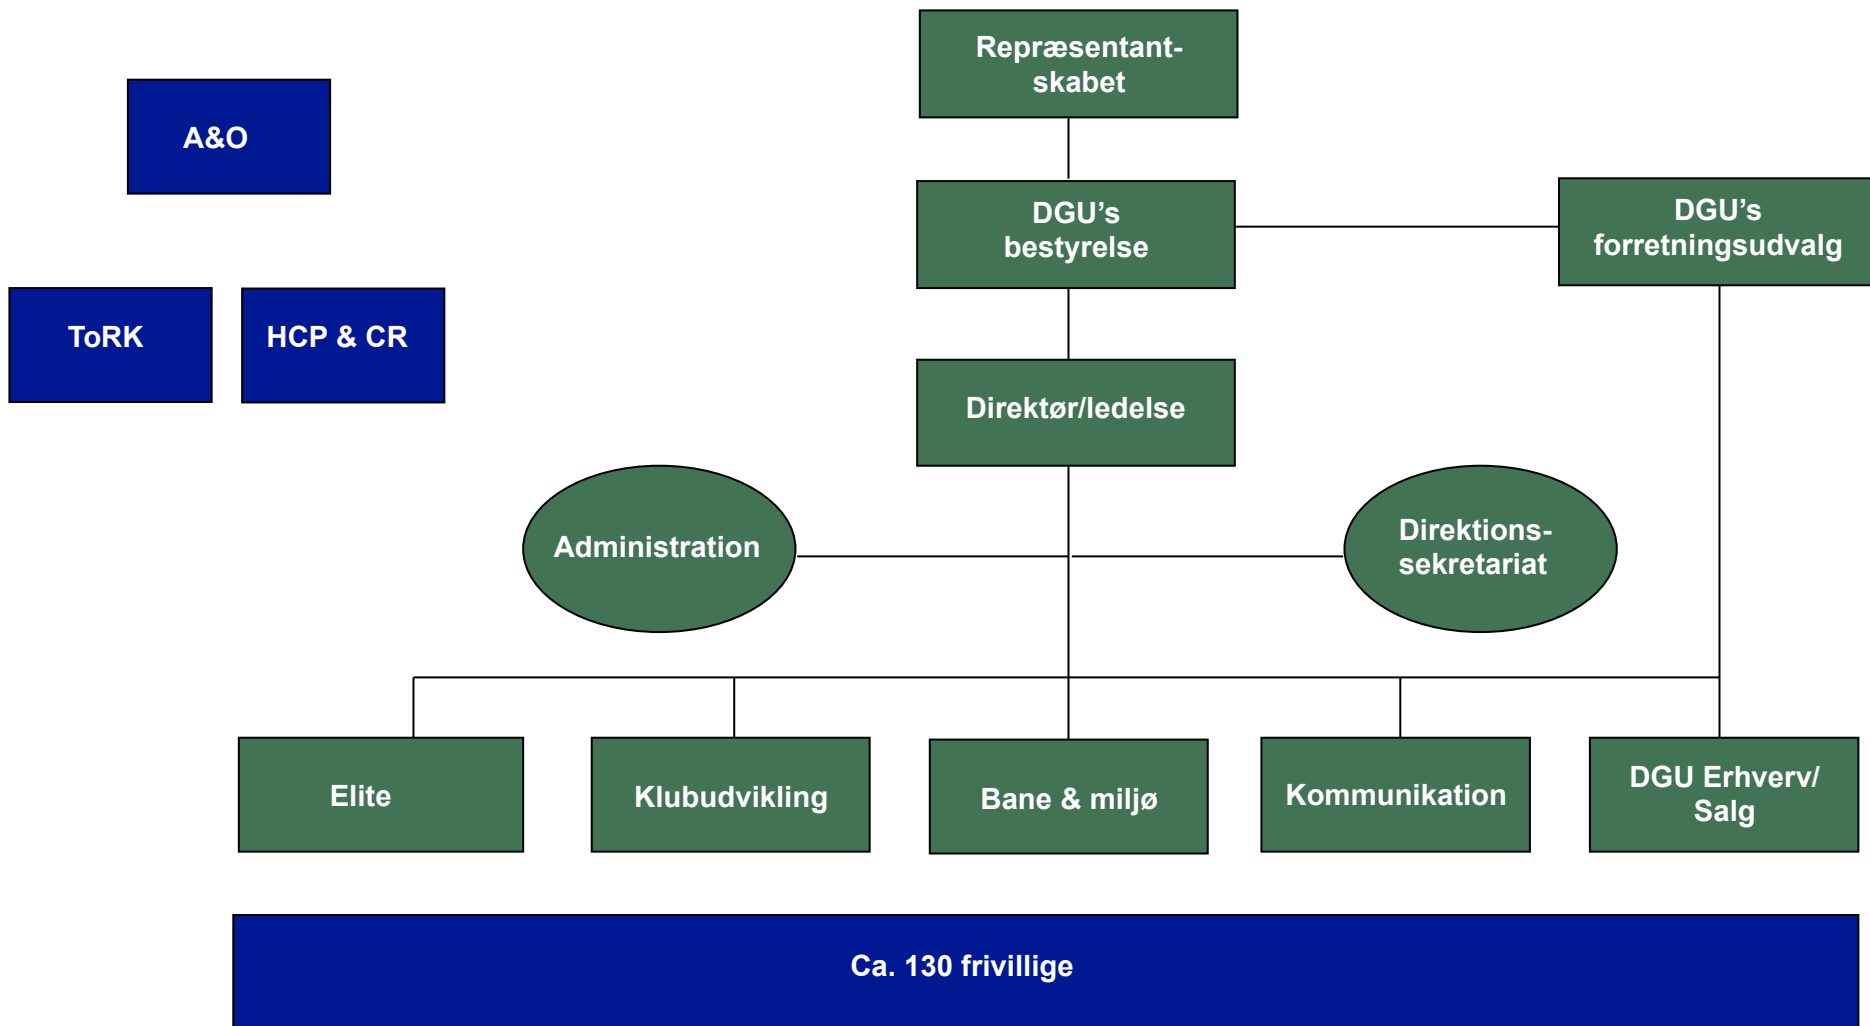 Repræsentant-
skabet
A&O
DGU’s
bestyrelse
DGU’s
forretningsudvalg
ToRK
HCP & CR
Direktør/ledelse
Administration
Direktions-
sekretariat
Elite
Klubudvikling
Bane & miljø
Kommunikation
DGU Erhverv/
Salg
Ca. 130 frivillige